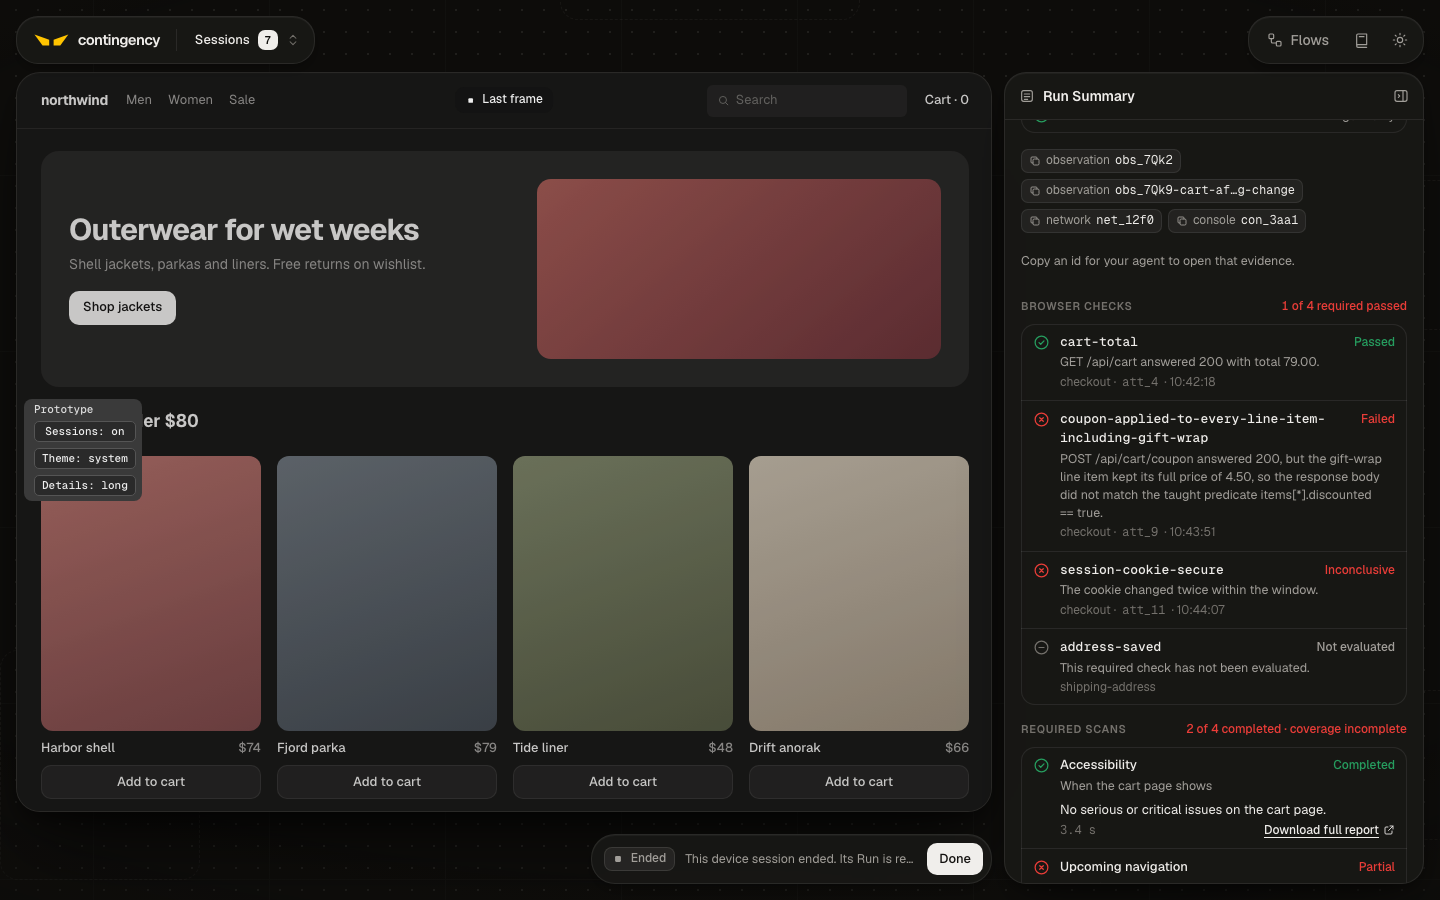 contingency
Sessions 7
Flows
northwind
Men
Women
Sale
Last frame
Search
Cart · 0
Outerwear for wet weeks
Shell jackets, parkas and liners. Free returns on wishlist.
Shop jackets
Prototype
Sessions: on
Theme: system
Details: long
er $80
Harbor shell $74
Fjord parka $79
Tide liner $48
Drift anorak $66
Add to cart
Add to cart
Add to cart
Add to cart
Ended
This device session ended. Its Run is re…
Done
Run Summary
observation obs_7Qk2
observation obs_7Qk9-cart-af…g-change
network net_12f0
console con_3aa1
Copy an id for your agent to open that evidence.
BROWSER CHECKS
1 of 4 required passed
cart-total
Passed
GET /api/cart answered 200 with total 79.00.
checkout · att_4 · 10:42:18
coupon-applied-to-every-line-item-
including-gift-wrap
Failed
POST /api/cart/coupon answered 200, but the gift-wrap
line item kept its full price of 4.50, so the response body
did not match the taught predicate items[*].discounted
== true.
checkout · att_9 · 10:43:51
session-cookie-secure
Inconclusive
The cookie changed twice within the window.
checkout · att_11 · 10:44:07
address-saved
Not evaluated
This required check has not been evaluated.
shipping-address
REQUIRED SCANS
2 of 4 completed · coverage incomplete
Accessibility
Completed
When the cart page shows
No serious or critical issues on the cart page.
3.4 s
Download full report
Upcoming navigation
Partial